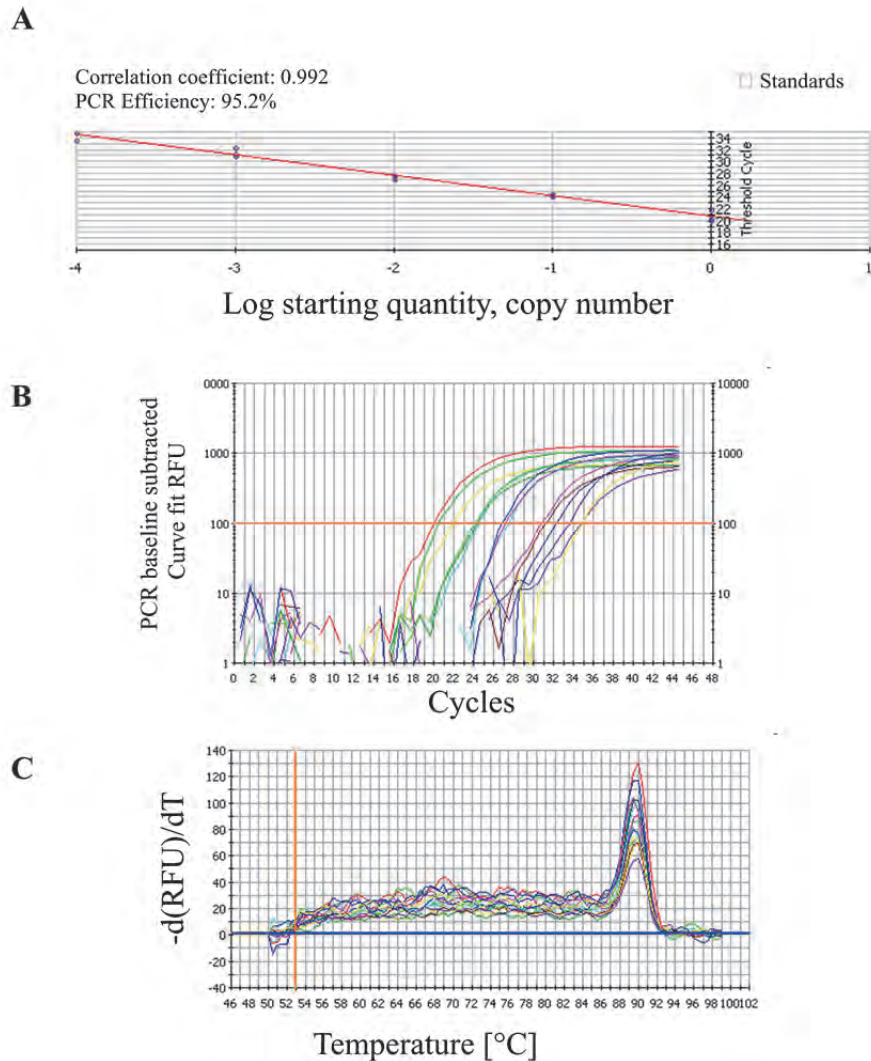 A
Correlation coefficient: 0.992
PCR Efficiency: 95.2%
Standards
34
32
30
28
26
24
22
20
18
16
Threshold Cycle
-4 -3 -2 -1 0 1
Log starting quantity, copy number
B
PCR baseline subtracted
Curve fit RFU
0000 10000
1000 1000
100 100
10 10
1 1
0 2 4 6 8 10 12 14 16 18 20 22 24 26 28 30 32 34 36 38 40 42 44 46 48
Cycles
C
-d(RFU)/dT
140
120
100
80
60
40
20
0
-20
-40
46 48 50 52 54 56 58 60 62 64 66 68 70 72 74 76 78 80 82 84 86 88 90 92 94 96 98 100 102
Temperature [°C]